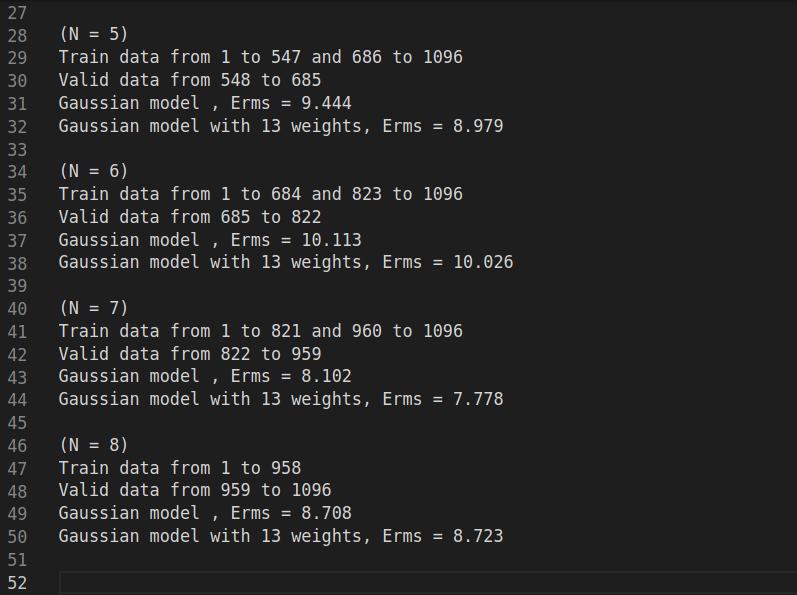 27
28 (N = 5)
29 Train data from 1 to 547 and 686 to 1096
30 Valid data from 548 to 685
31 Gaussian model , Erms = 9.444
32 Gaussian model with 13 weights, Erms = 8.979
33
34 (N = 6)
35 Train data from 1 to 684 and 823 to 1096
36 Valid data from 685 to 822
37 Gaussian model , Erms = 10.113
38 Gaussian model with 13 weights, Erms = 10.026
39
40 (N = 7)
41 Train data from 1 to 821 and 960 to 1096
42 Valid data from 822 to 959
43 Gaussian model , Erms = 8.102
44 Gaussian model with 13 weights, Erms = 7.778
45
46 (N = 8)
47 Train data from 1 to 958
48 Valid data from 959 to 1096
49 Gaussian model , Erms = 8.708
50 Gaussian model with 13 weights, Erms = 8.723
51
52